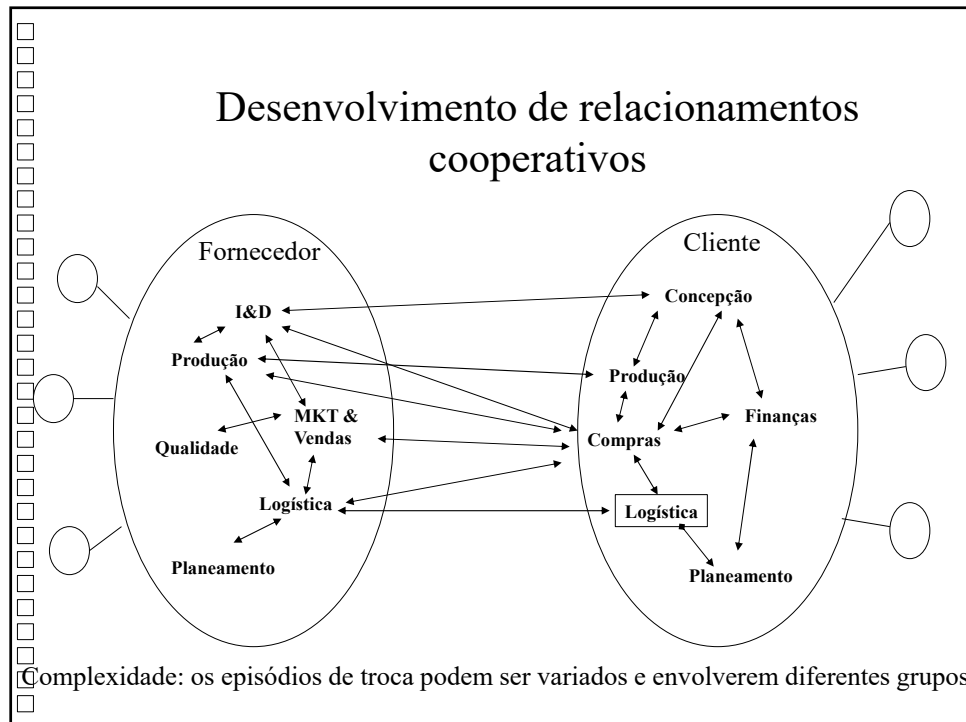 Desenvolvimento de relacionamentos
cooperativos
Fornecedor
I&D
Produção
MKT &
Vendas
Qualidade
Logística
Planeamento
Cliente
Concepção
Produção
Finanças
Compras
Logística
Planeamento
Complexidade: os episódios de troca podem ser variados e envolverem diferentes grupos